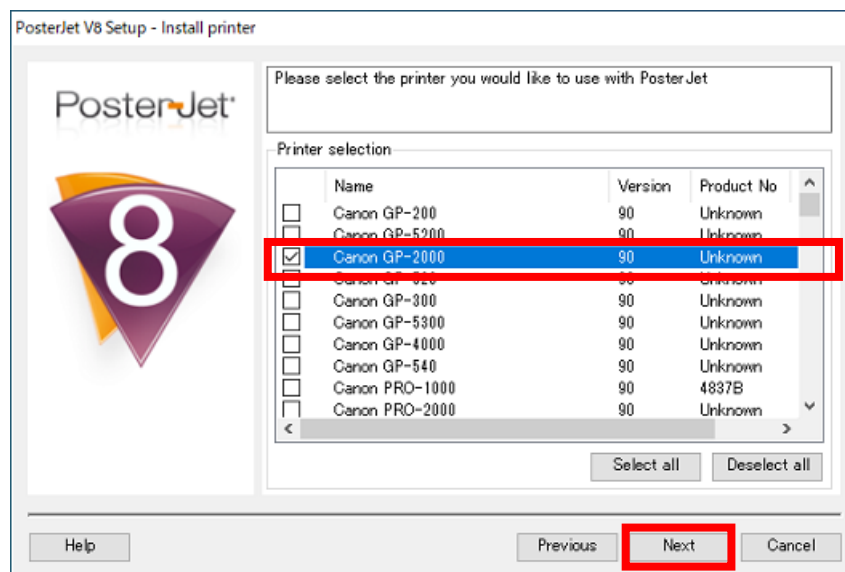 PosterJet V8 Setup - Install printer
PosterJet
8
Please select the printer you would like to use with PosterJet
Printer selection
Name Version Product No
Canon GP-200 90 Unknown
Canon GP-5200 90 Unknown
Canon GP-2000 90 Unknown
Canon GP-300 90 Unknown
Canon GP-5300 90 Unknown
Canon GP-4000 90 Unknown
Canon GP-540 90 Unknown
Canon PRO-1000 90 4837B
Canon PRO-2000 90 Unknown
Select all Deselect all
Help Previous Next Cancel